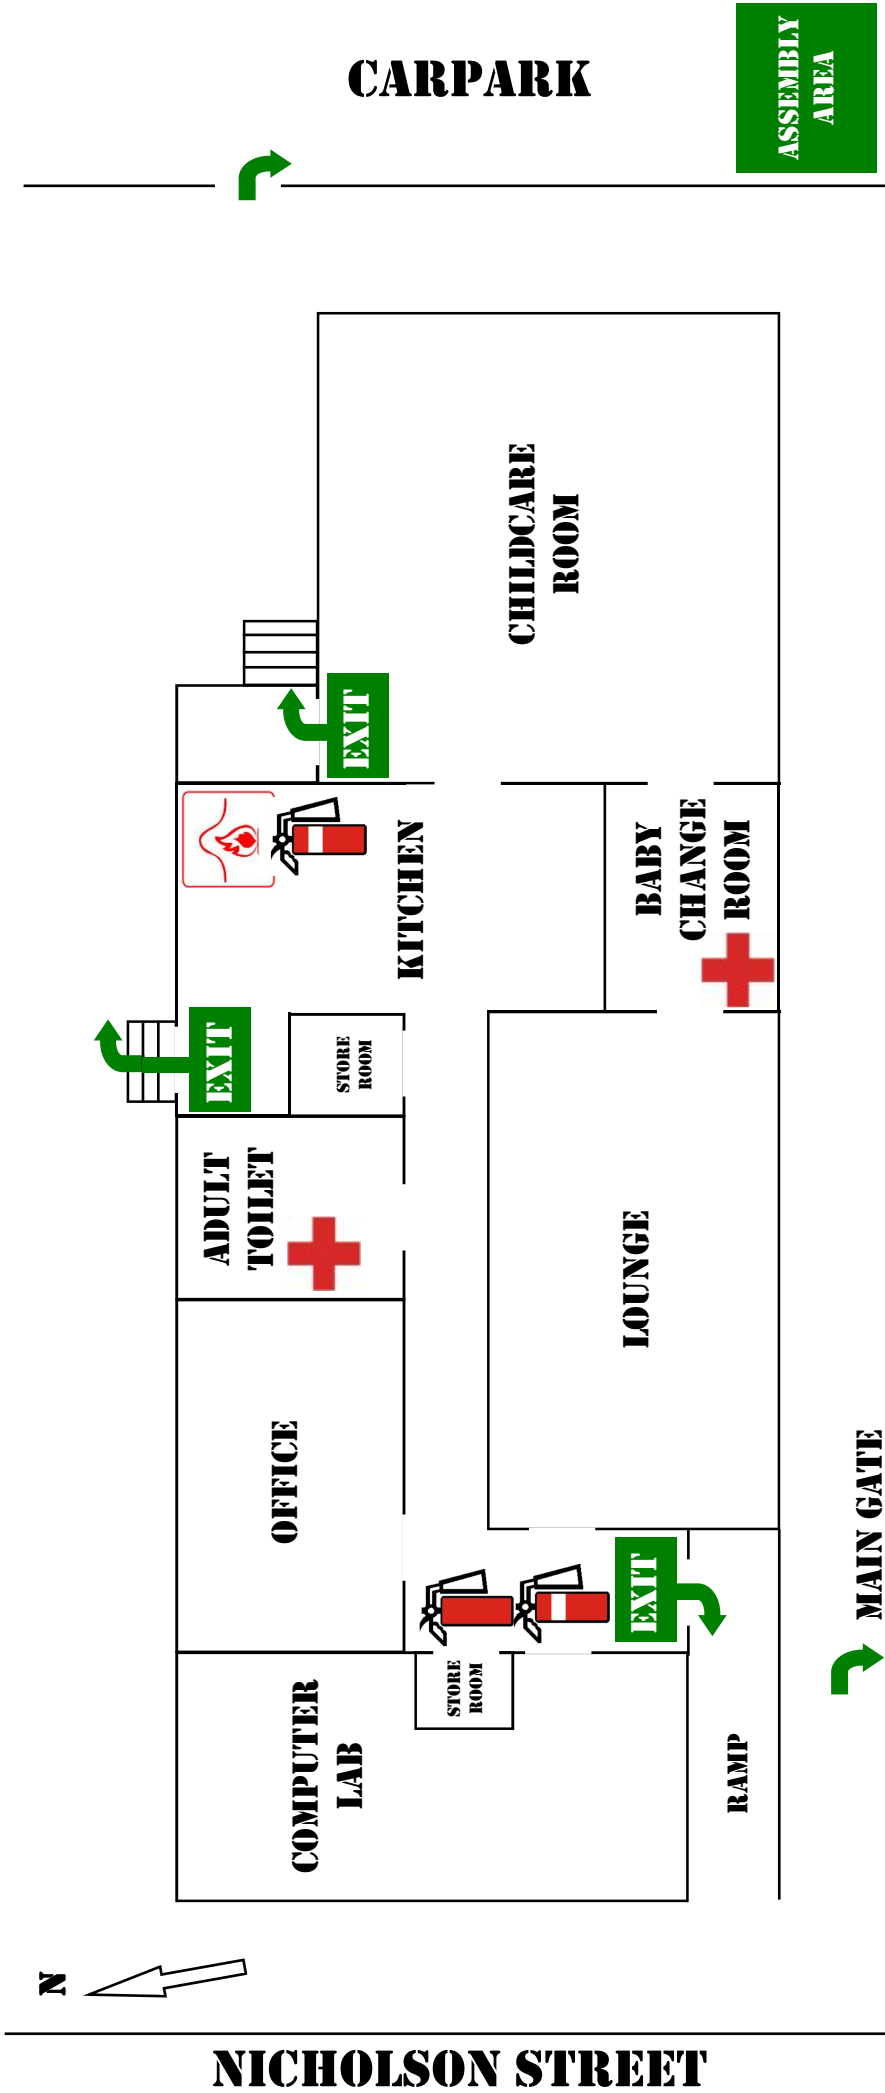 CARPARK
ASSEMBLY
AREA
CHILDCARE
ROOM
EXIT
KITCHEN
BABY
CHANGE
ROOM
EXIT
STORE
ROOM
ADULT
TOILET
LOUNGE
OFFICE
MAIN GATE
EXIT
STORE
ROOM
COMPUTER
LAB
RAMP
N
NICHOLSON STREET